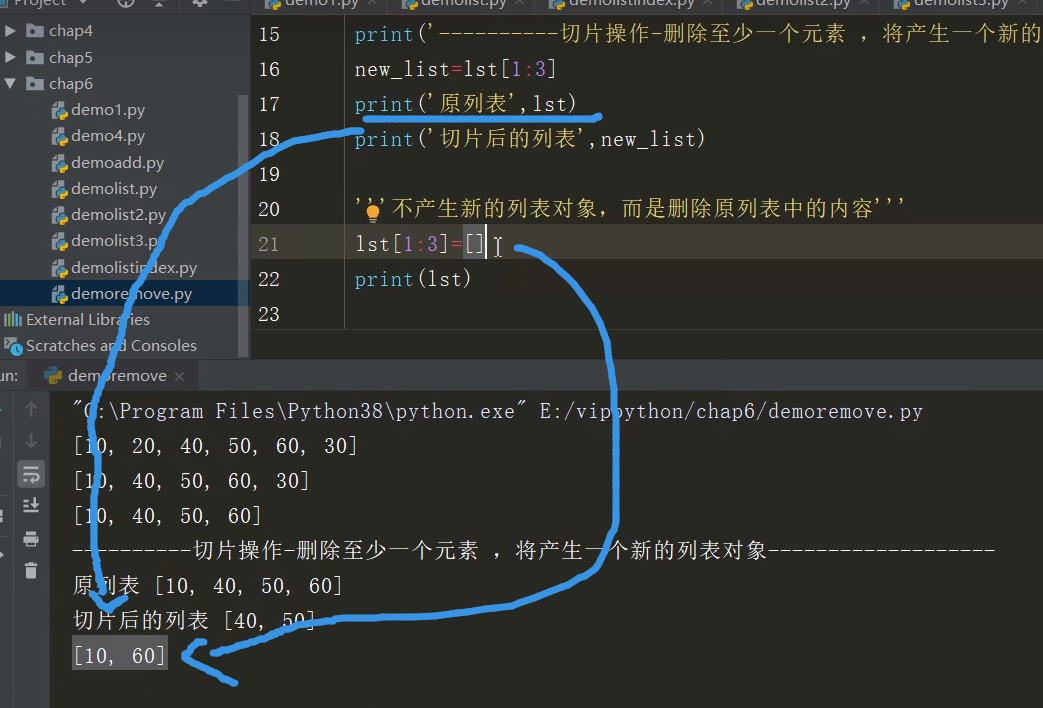 Project
demo1.py
demolist.py
demolistindex.py
demolist2.py
demolist3.py
chap4
chap5
chap6
demo1.py
demo4.py
demoadd.py
demolist.py
demolist2.py
demolist3.py
demolistindex.py
demoremove.py
External Libraries
Scratches and Consoles
15 print('----------切片操作-删除至少一个元素 ，将产生一个新的
16 new_list=lst[1:3]
17 print('原列表',lst)
18 print('切片后的列表',new_list)
19
20 '''不产生新的列表对象，而是删除原列表中的内容'''
21 lst[1:3]=[]
22 print(lst)
23
un: demoremove
"C:\Program Files\Python38\python.exe" E:/vippython/chap6/demoremove.py
[10, 20, 40, 50, 60, 30]
[10, 40, 50, 60, 30]
[10, 40, 50, 60]
----------切片操作-删除至少一个元素 ，将产生一个新的列表对象-------------------
原列表 [10, 40, 50, 60]
切片后的列表 [40, 50]
[10, 60]